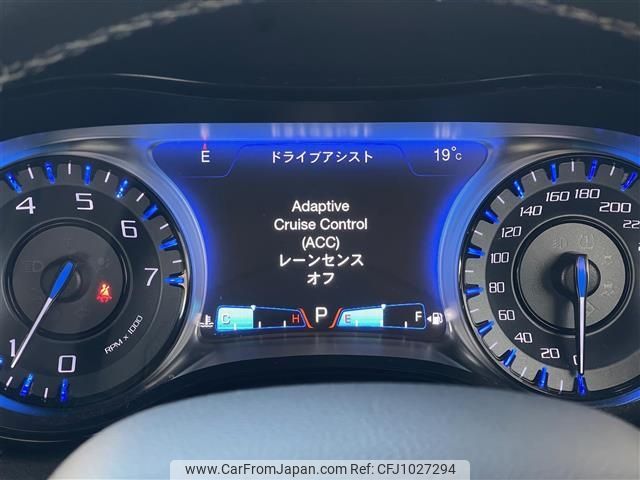 E ドライブアシスト 19°C
Adaptive
Cruise Control
(ACC)
レーンセンス
オフ
C H P E F
0 1 4 5 6 7
RPM x 1000
0 20 40 60 80 100 120 140 160 180 200
www.CarFromJapan.com - CFJ1027294